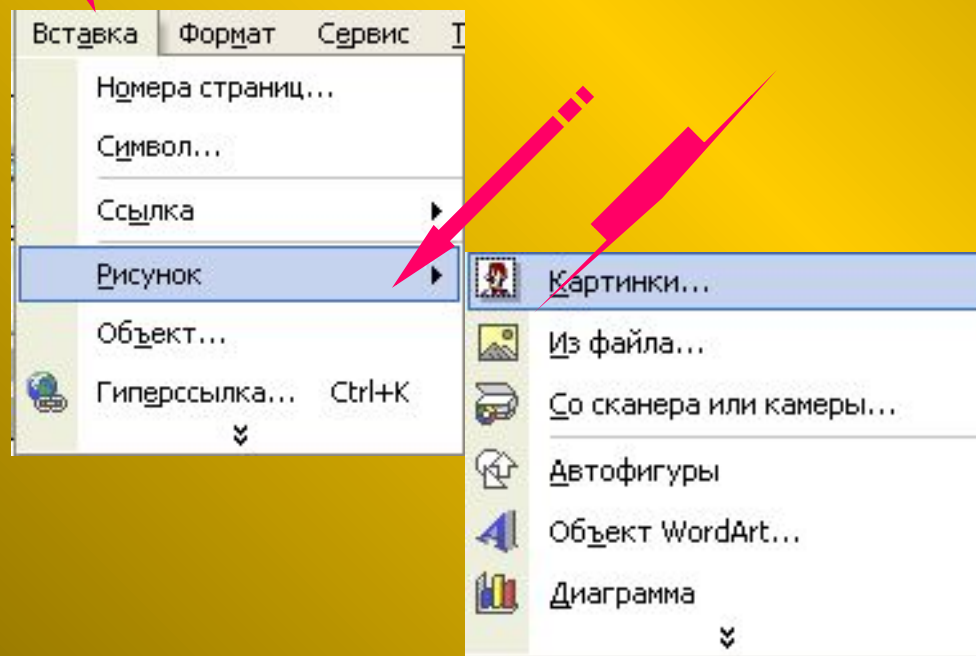 Вставка Формат Сервис
Номера страниц...
Символ...
Ссылка
Рисунок
Объект...
Гиперссылка... Ctrl+K
Картинки...
Из файла...
Со сканера или камеры...
Автофигуры
Объект WordArt...
Диаграмма